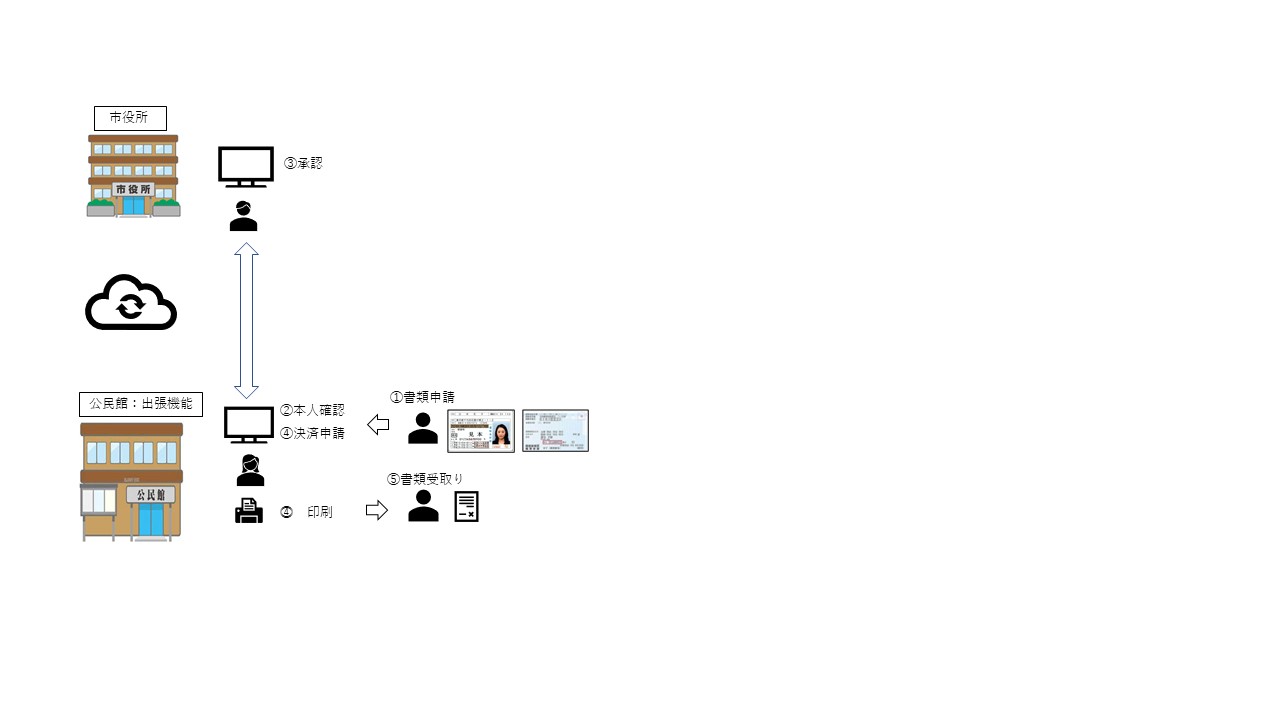 市役所
市役所
③承認
公民館：出張機能
①書類申請
②本人確認
④決済申請
見本
⑤書類受取り
公民館
④ 印刷